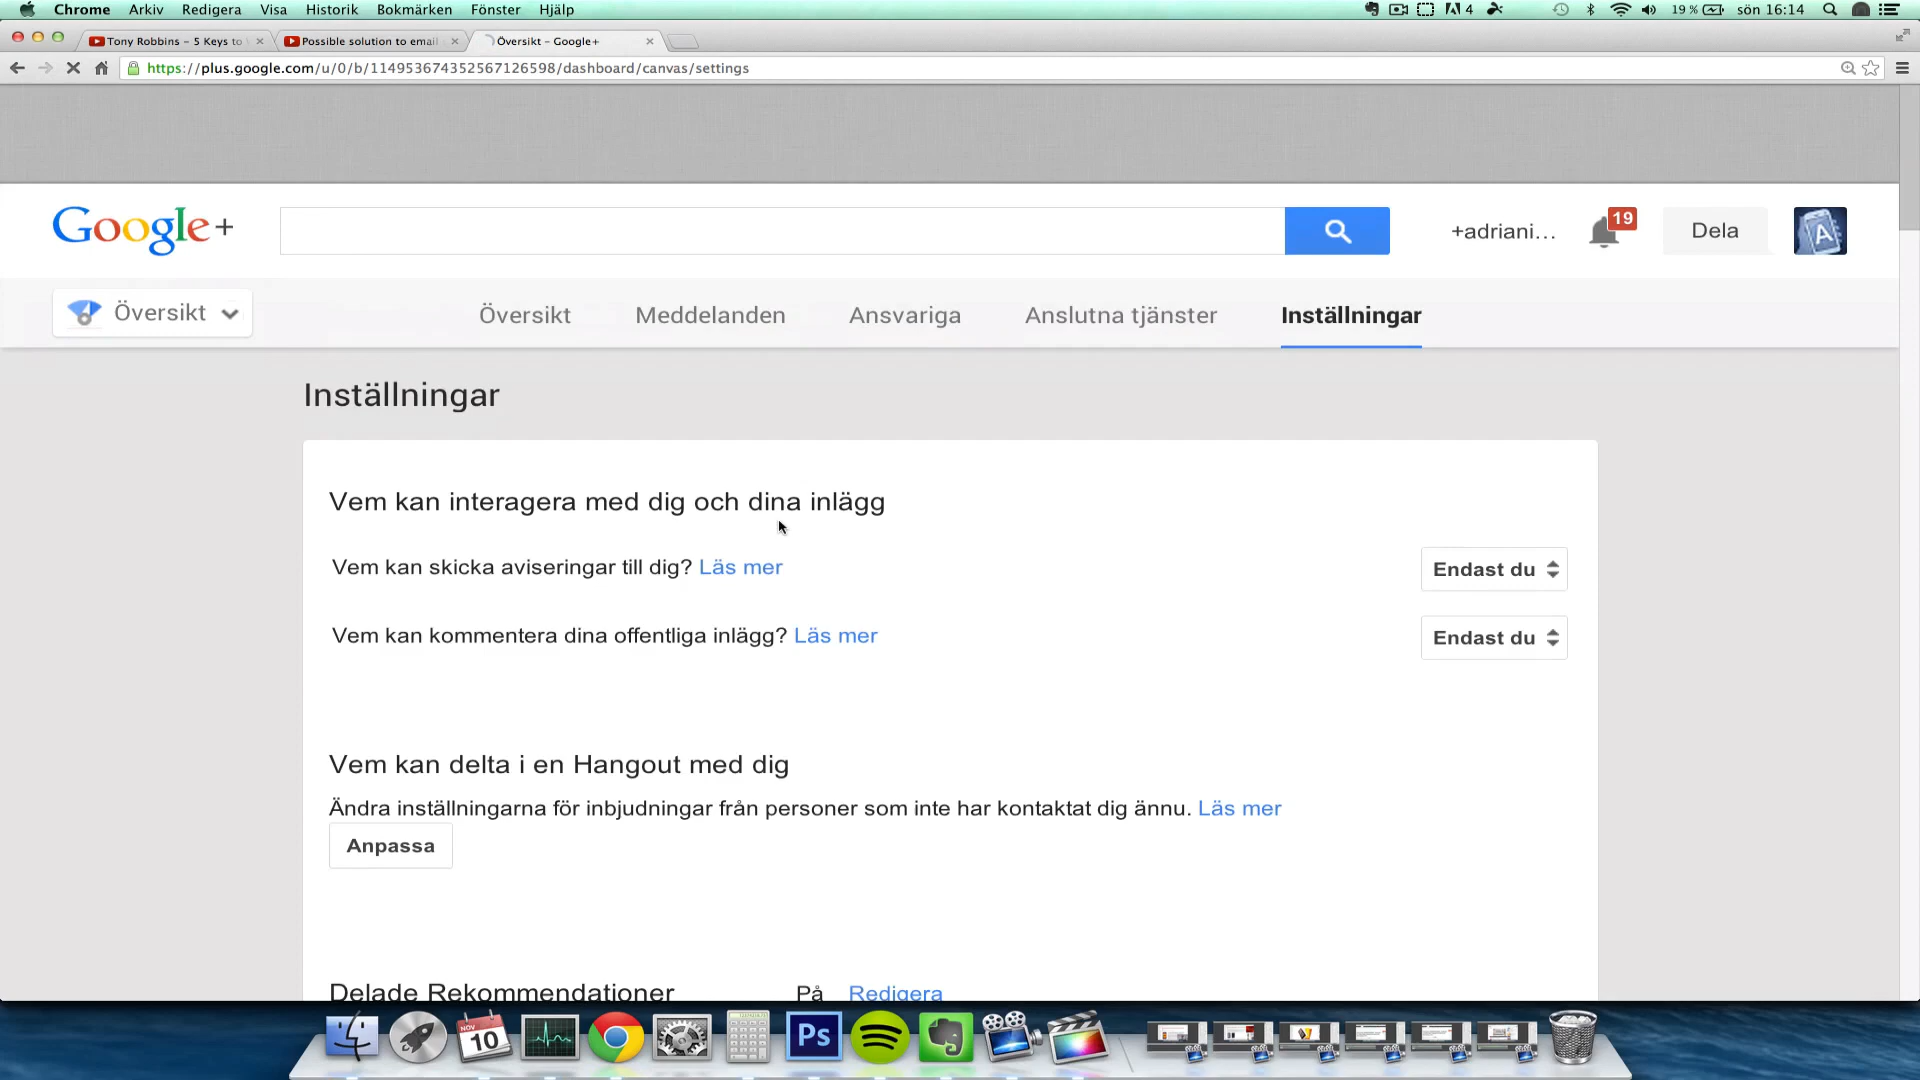 Chrome Arkiv Redigera Visa Historik Bokmärken Fönster Hjälp 4 19 % sön 16:14
Tony Robbins – 5 Keys to
Possible solution to email
Översikt – Google+
https://plus.google.com/u/0/b/114953674352567126598/dashboard/canvas/settings
Google+ +adriani... 19 Dela A
Översikt Översikt Meddelanden Ansvariga Anslutna tjänster Inställningar
Inställningar
Vem kan interagera med dig och dina inlägg
Vem kan skicka aviseringar till dig? Läs mer Endast du
Vem kan kommentera dina offentliga inlägg? Läs mer Endast du
Vem kan delta i en Hangout med dig
Ändra inställningarna för inbjudningar från personer som inte har kontaktat dig ännu. Läs mer
Anpassa
Delade Rekommendationer På Redigera
NOV
10
Ps